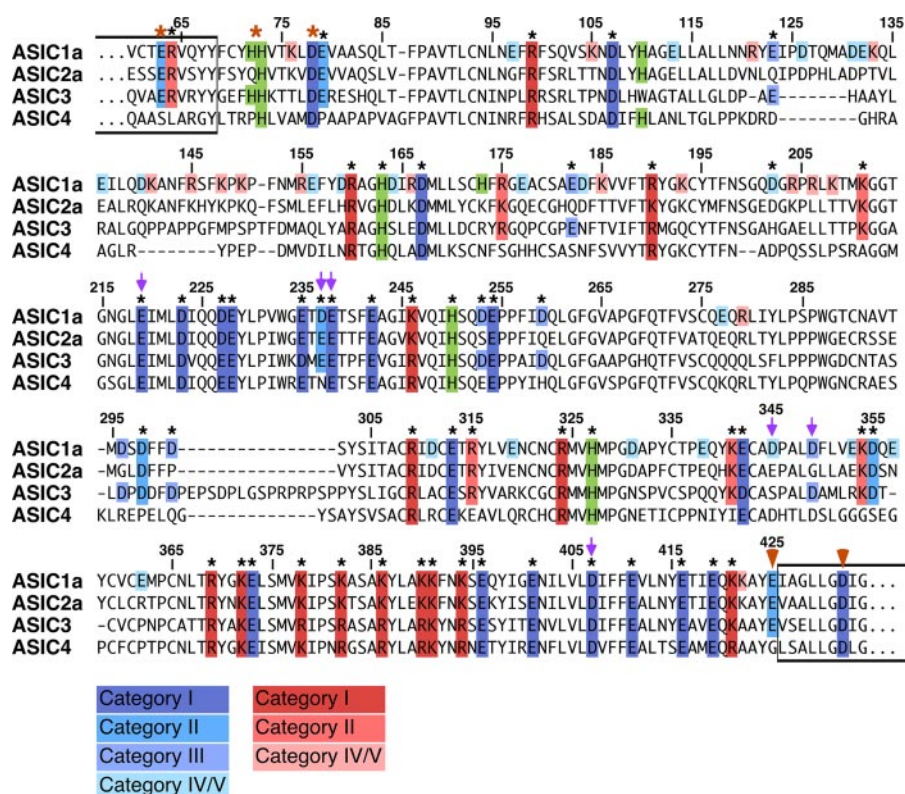 65 75 85 95 105 115 125 135
ASIC1a ...VCTERVQYYFCYHHVTKLDEVAASQLT-FPAVTLCNLNEFRFSQVSKNDLYHAGELLALLNNRYEIPDTQMADEKQL
ASIC2a ...ESSERVSYYFSYQHVTKVDEVVAQSLV-FPAVTLCNLNGFRFSRLTTNDLYHAGELLALLDVNLQIPDPHLADPTVL
ASIC3 ...QVAERVRYYGEFHHKTTLDERESHQLT-FPAVTLCNINPLRRSRLTPNDLHWAGTALLGLDP-AE------HAAYL
ASIC4 ...QAASLARGYLTRPHLVAMDPAAPAPVAGFPAVTLCNINRFRHSALSDADIFHLANLTGLPPKDRD--------GHRA
145 155 165 175 185 195 205
ASIC1a EILQDKANFRSFKPKP-FNMREFYDRAGHDIRDMLLSCHFRGEACSAEDFKVVFTRYGKCYTFNSGQDGRPRLKTMKGGT
ASIC2a EALRQKANFKHYKPKQ-FSMLEFLHRVGHDLKDMMLYCKFKGQECGHQDFTTVFTKYGKCYMFNSGEDGKPLLTTVKGGT
ASIC3 RALGQPPAPPGFMPSPTFDMAQLYARAGHSLEDMLLDCRYRGQPCGPENFTVIFTRMGQCYTFNSGAHGAELLTTPKGGA
ASIC4 AGLR--------YPEP-DMVDILNRTGHQLADMLKSCNFSGHHCSASNFSVVYTRYGKCYTFN--ADPQSSLPSRAGGM
215 225 235 245 255 265 275 285
ASIC1a GNGLEIMLDIQQDEYLPVWGETDETSFEAGIKVQIHSQDEPPFIDQLGFGVAPGFQTFVSCQEQRLIYLPSPWGTCNAVT
ASIC2a GNGLEIMLDIQQDEYLPIWGETEETTFEAGVKVQIHSQSEPPFIQELGFGVAPGFQTFVATQEQRLTYLPPPWGECRSSE
ASIC3 GNGLEIMLDVQQEEYLPIWKDMEETPFEVGIRVQIHSQDEPPAIDQLGFGAAPGHQTFVSCQQQQLSFLPPPWGDCNTAS
ASIC4 GSGLEIMLDIQQEEYLPIWRETNETSFEAGIRVQIHSQEEPPYIHQLGFGVSPGFQTFVSCQKQRLTYLPQPWGNCRAES
295 305 315 325 335 345 355
ASIC1a -MDSDFFD---------------SYSITACRIDCETRYLVENCNCRMVHMPGDAPYCTPEQYKECADPALDFLVEKDQE
ASIC2a -MGLDFFP---------------VYSITACRIDCETRYIVENCNCRMVHMPGDAPFCTPEQHKECAEPALGLLAEKDSN
ASIC3 -LDPDDFDPEPSDPLGSPRPRPSPPYSLIGCRLACESRYVARKCGCRMMHMPGNSPVCSPQQYKDCASPALDAMLRKDT-
ASIC4 KLREPELQG--------------YSAYSVSACRLRCEKEAVLQRCHCRMVHMPGNETICPPNIYIECADHTLDSLGGGSEG
365 375 385 395 405 415 425
ASIC1a YCVCEMPCNLTRYGKELSMVKIPSKASAKYLAKKFNKSEQYIGENILVLDIFFEVLNYETIEQKKAYEIAGLLGDIG...
ASIC2a YCLCRTPCNLTRYNKELSMVKIPSKTSAKYLEKKFNKSEKYISENILVLDIFFEALNYETIEQKKAYEVAALLGDIG...
ASIC3 -CVCPNPCATTRYAKELSMVRIPSRASARYLARKYNRSESYITENVLVLDIFFEALNYEAVEQKAAYEVSELLGDIG...
ASIC4 PCFCPTPCNLTRYGKEISMVKIPNRGSARYLARKYNRNETYIRENFLVLDVFFEALTSEAMEQRAAYGLSALLGDLG...
Category I Category I
Category II Category II
Category III Category IV/V
Category IV/V